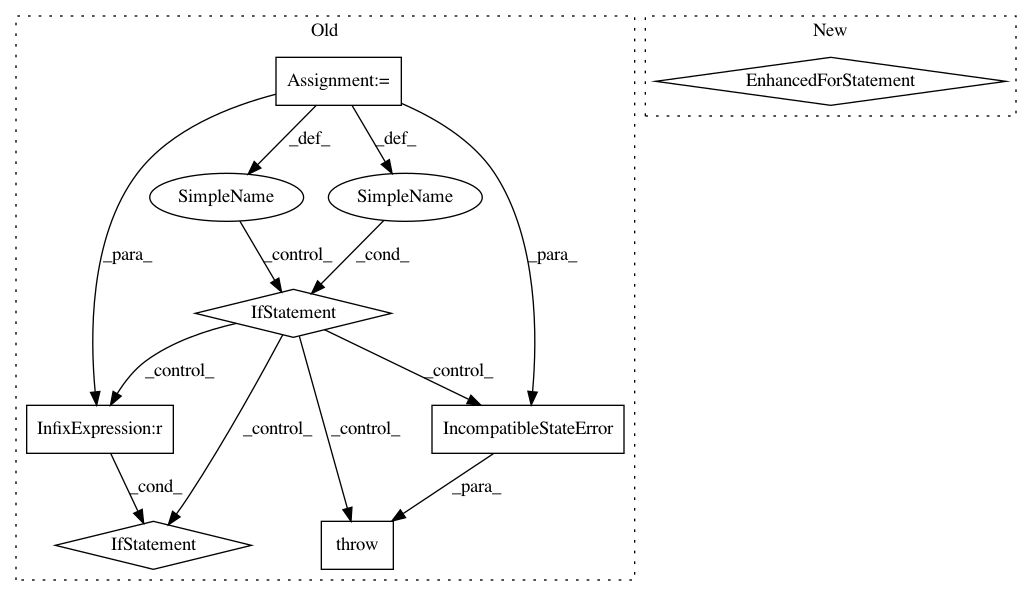 Old
New
Assignment:=
EnhancedForStatement
_def_
_def_
SimpleName
SimpleName
_para_
_control_
_cond_
_para_
IfStatement
_control_
_control_
_control_
_control_
InfixExpression:r
IncompatibleStateError
_cond_
_para_
IfStatement
throw